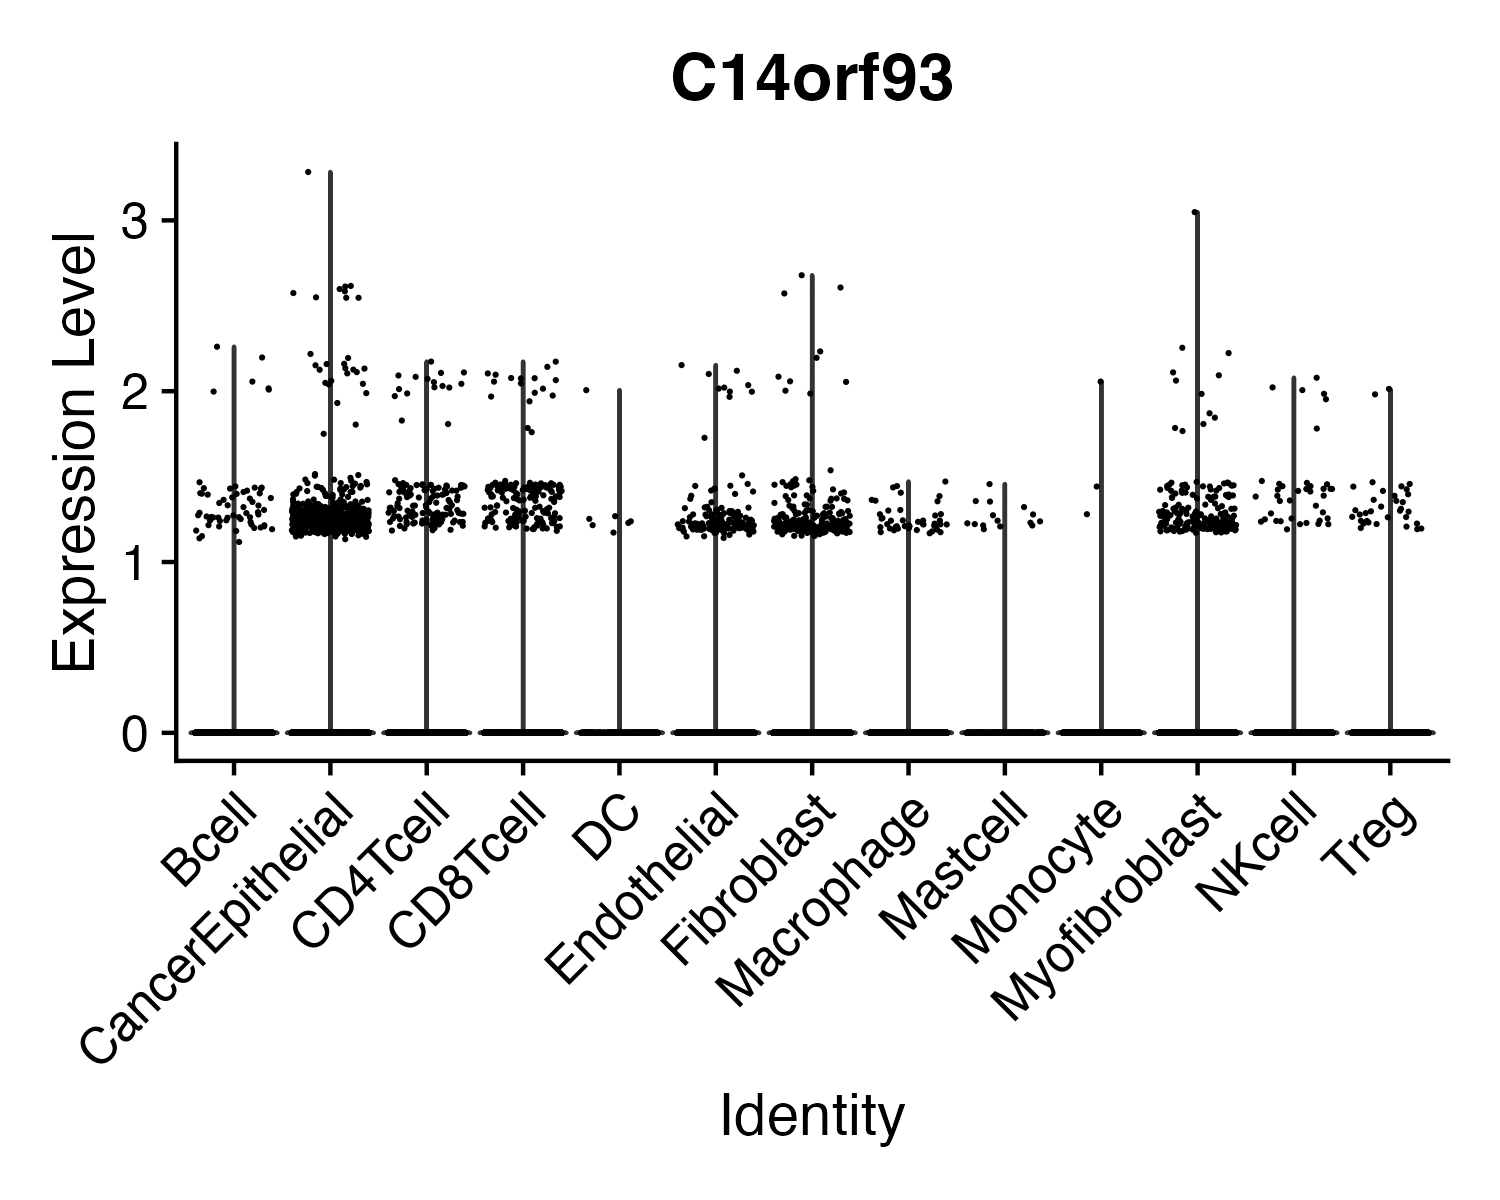 C14orf93
Expression Level
3
2
1
0
Bcell
CancerEpithelial
CD4Tcell
CD8Tcell
DC
Endothelial
Fibroblast
Macrophage
Mastcell
Monocyte
Myofibroblast
NKcell
Treg
Identity